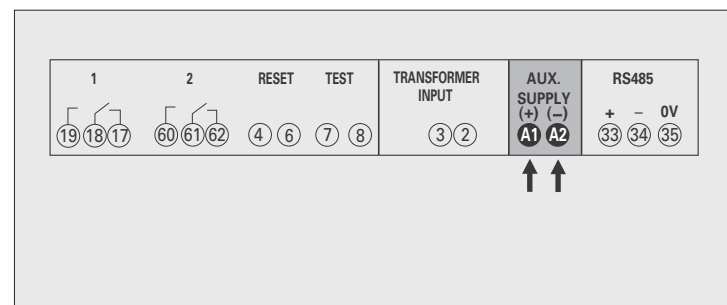 1 2 RESET TEST TRANSFORMER INPUT AUX. SUPPLY RS485
(+) (–) + – 0V
19 18 17 60 61 62 4 6 7 8 3 2 A1 A2 33 34 35